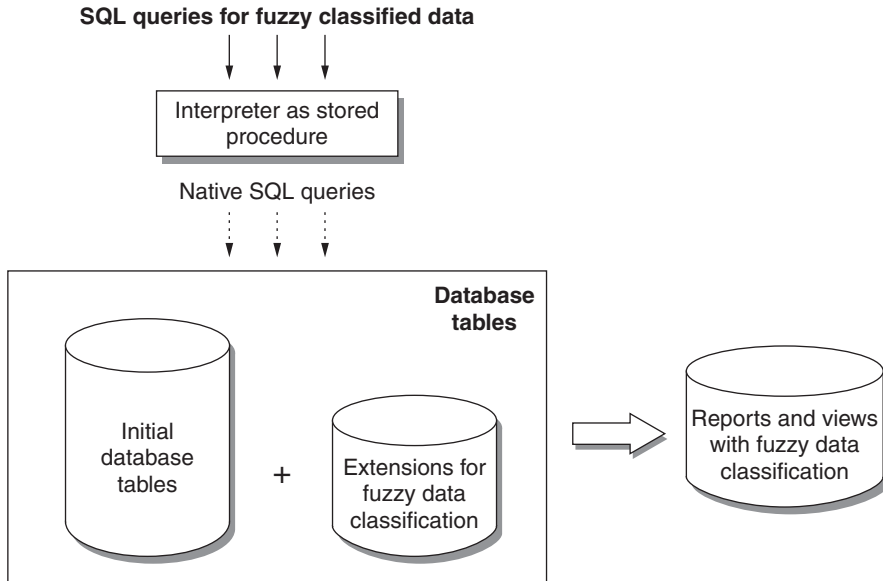 SQL queries for fuzzy classified data
Interpreter as stored
procedure
Native SQL queries
Database
tables
Initial
database
tables
+
Extensions for
fuzzy data
classification
Reports and views
with fuzzy data
classification